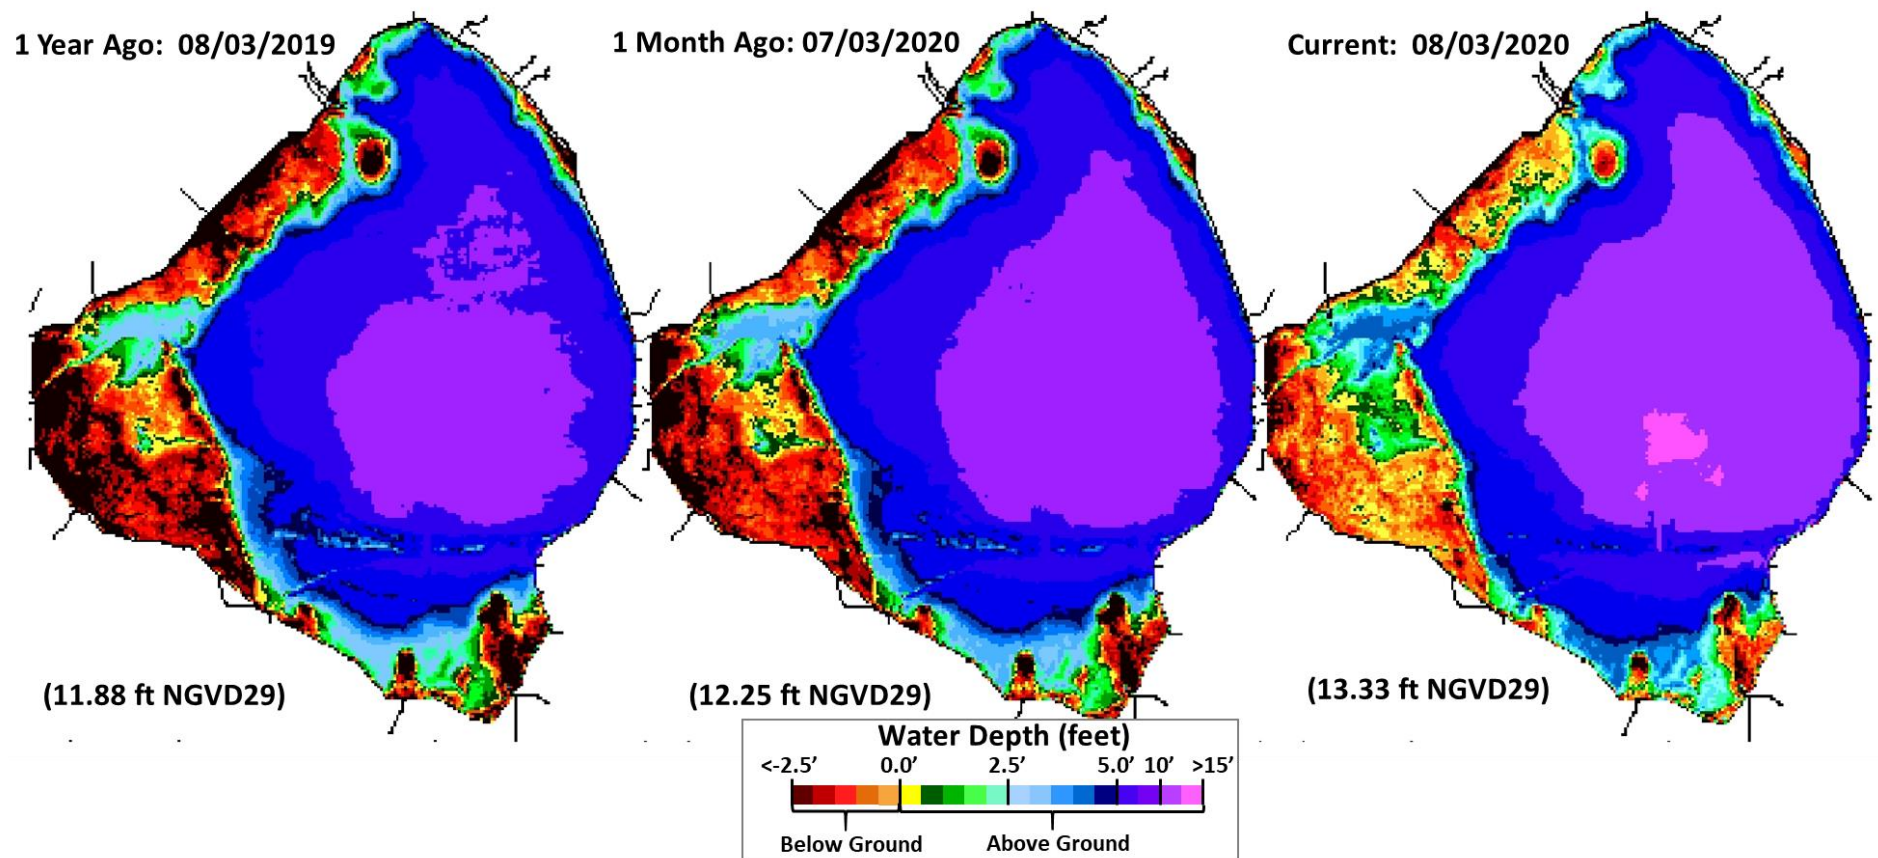 1 Year Ago: 08/03/2019
1 Month Ago: 07/03/2020
Current: 08/03/2020
(11.88 ft NGVD29)
(12.25 ft NGVD29)
(13.33 ft NGVD29)
Water Depth (feet)
<-2.5’ 0.0’ 2.5’ 5.0’ 10’ >15’
Below Ground Above Ground